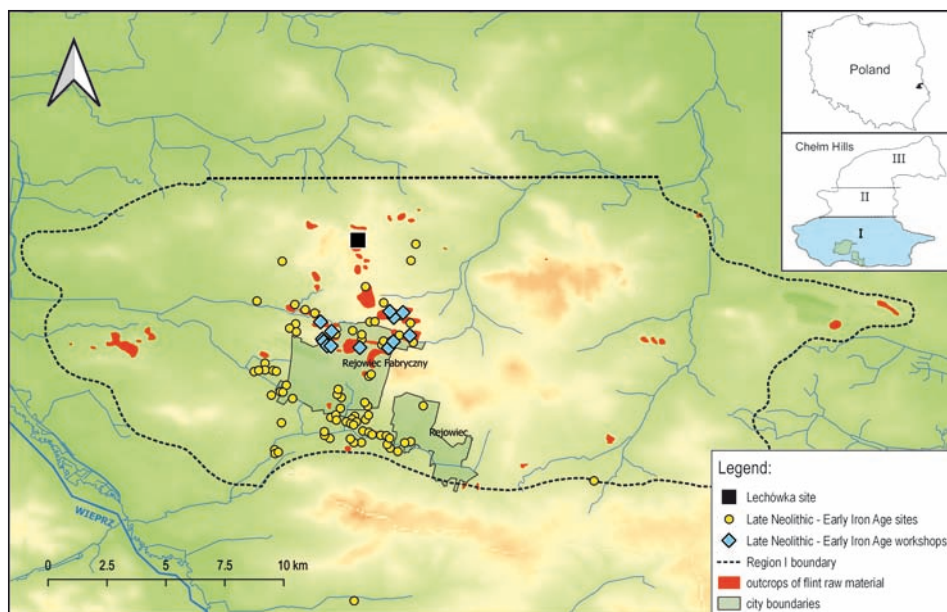 Poland
Chełm Hills
III
II
I
Rejowiec Fabryczny
Rejowiec
WIEPRZ
0 2.5 5 7.5 10 km
Legend:
Lechówka site
Late Neolithic - Early Iron Age sites
Late Neolithic - Early Iron Age workshops
Region I boundary
outcrops of flint raw material
city boundaries